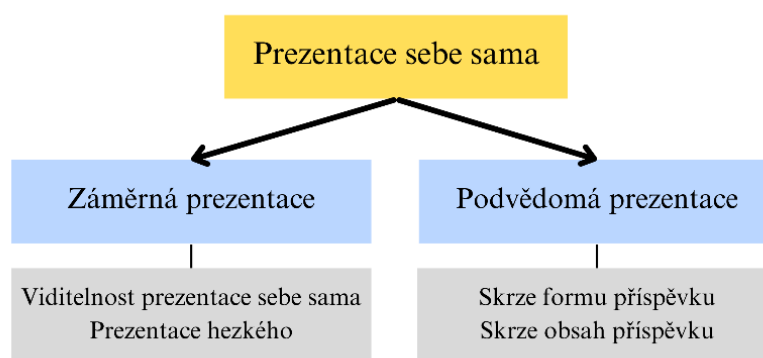 Prezentace sebe sama
Záměrná prezentace
Podvědomá prezentace
Viditelnost prezentace sebe sama
Prezentace hezkého
Skrze formu příspěvku
Skrze obsah příspěvku